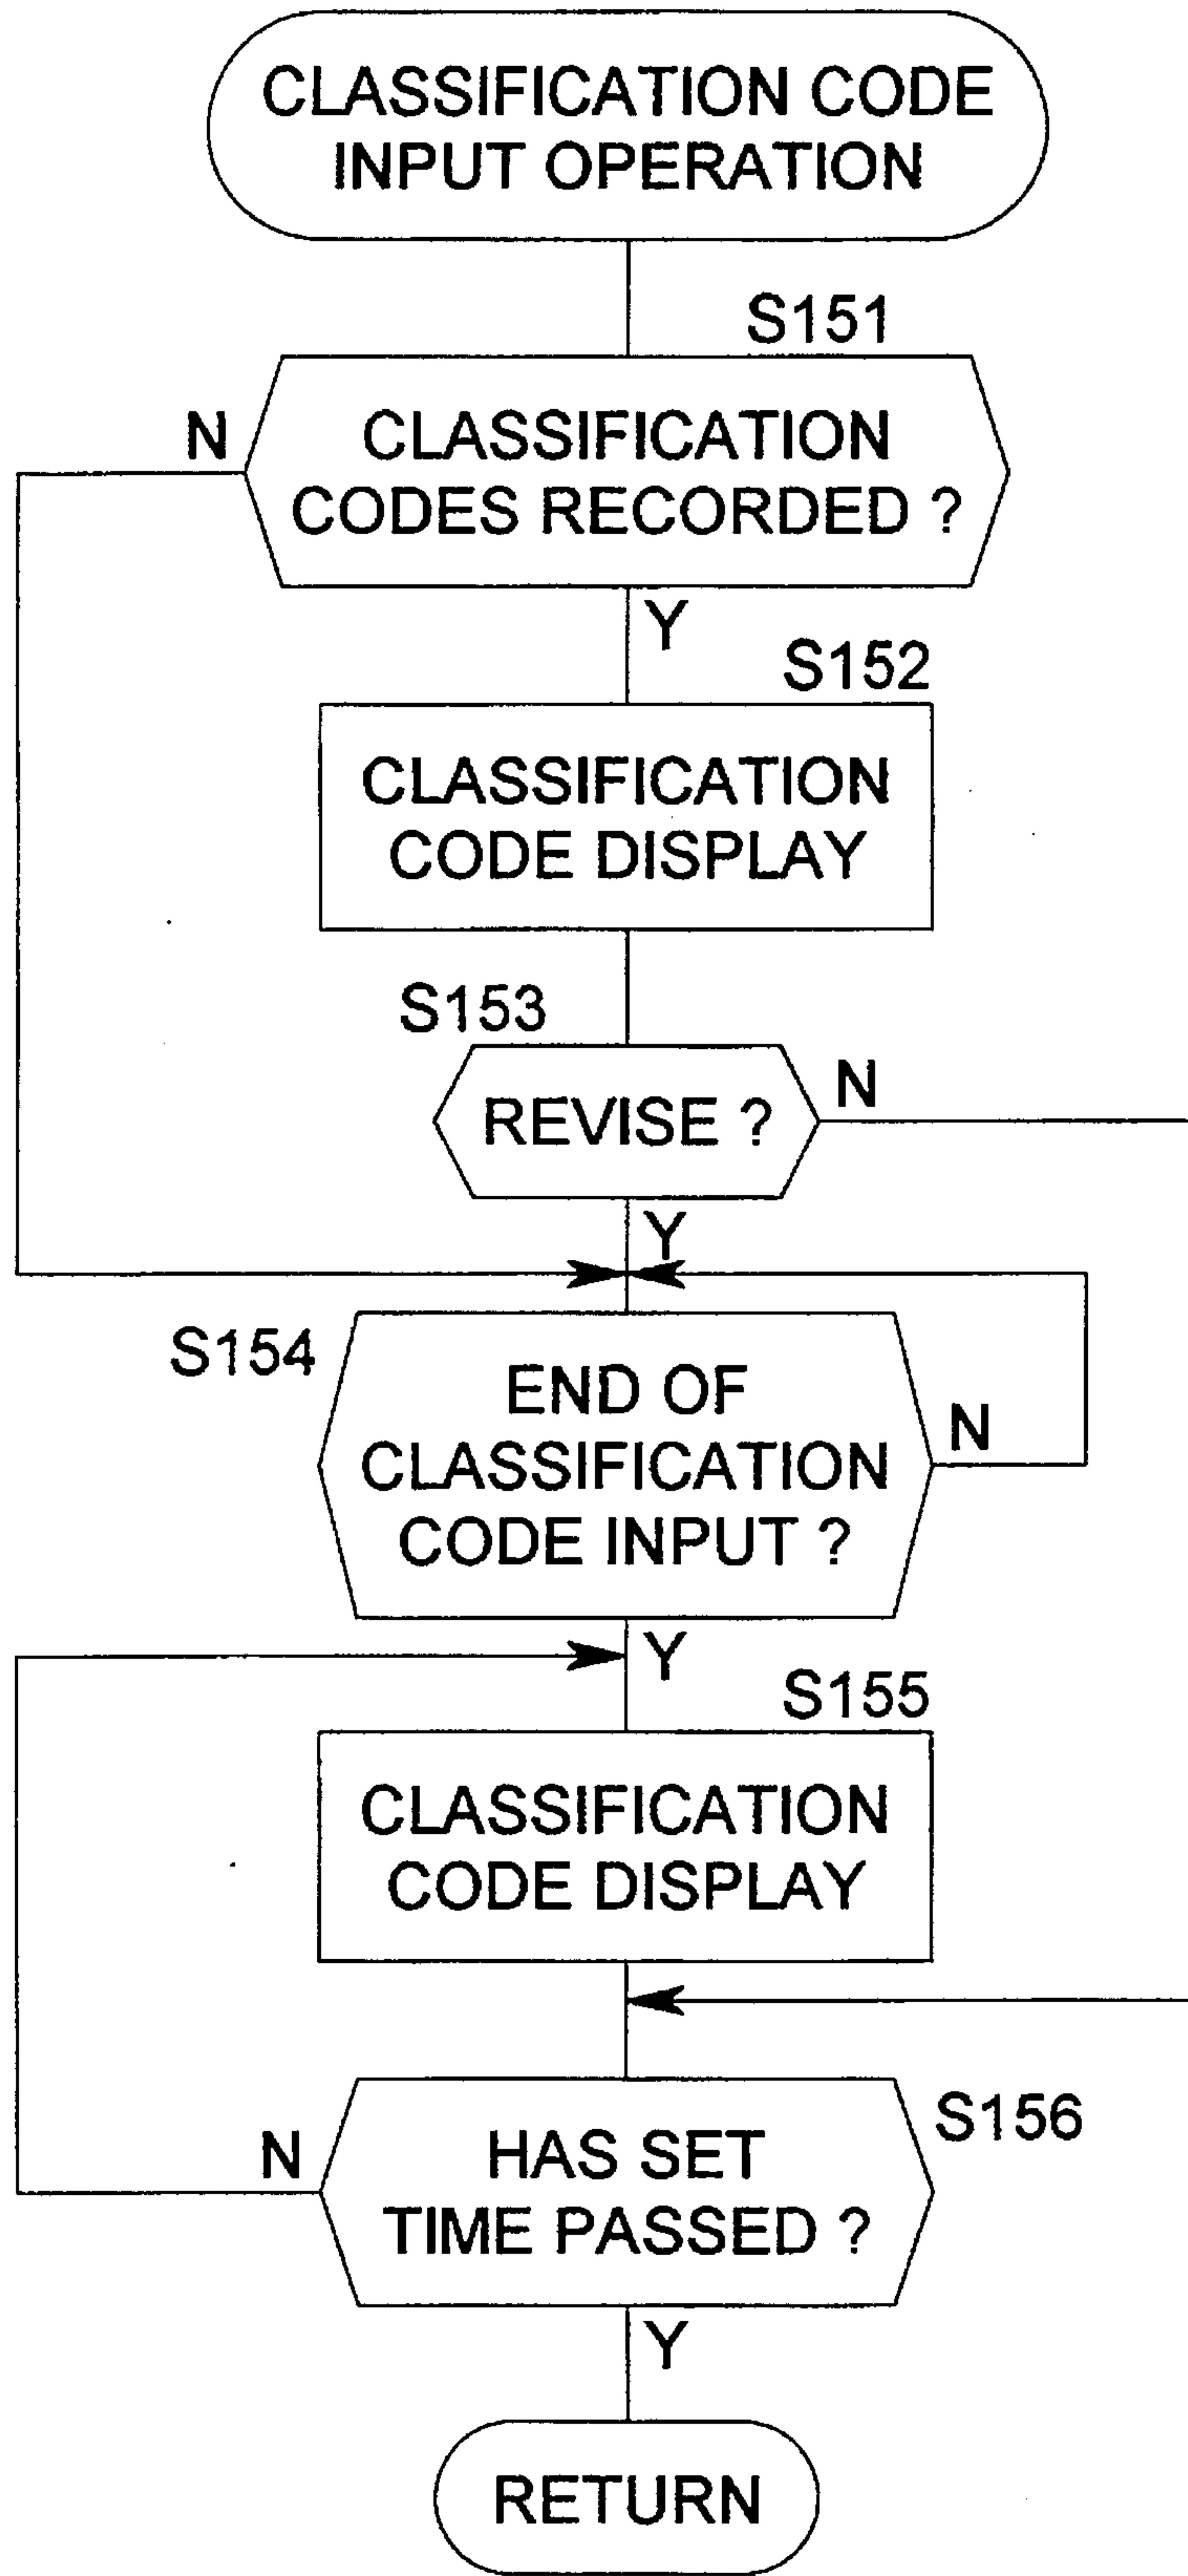 CLASSIFICATION CODE
INPUT OPERATION
S151
N
CLASSIFICATION
CODES RECORDED ?
Y
S152
CLASSIFICATION
CODE DISPLAY
S153
REVISE ?
N
Y
S154
END OF
CLASSIFICATION
CODE INPUT ?
N
Y
S155
CLASSIFICATION
CODE DISPLAY
S156
N
HAS SET
TIME PASSED ?
Y
RETURN